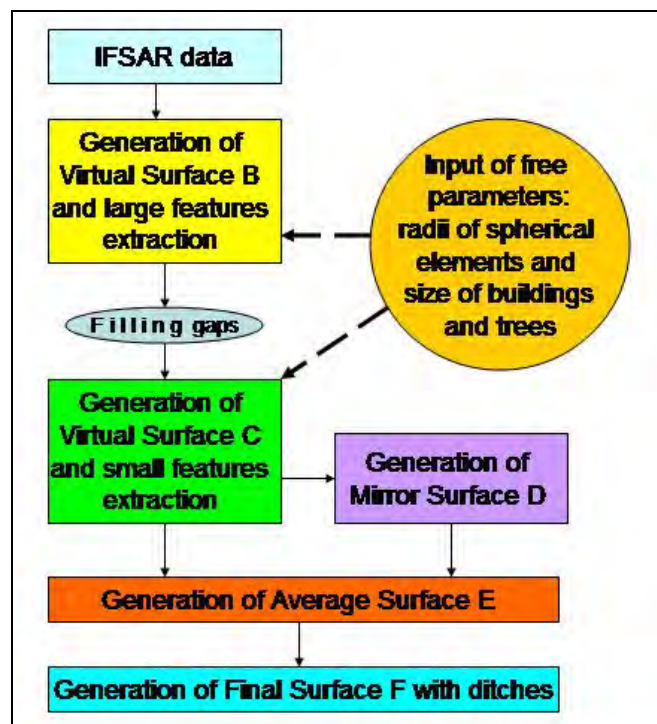 IFSAR data
Generation of
Virtual Surface B
and large features
extraction
Input of free
parameters:
radii of spherical
elements and
size of buildings
and trees
Filling gaps
Generation of
Virtual Surface C
and small features
extraction
Generation of
Mirror Surface D
Generation of Average Surface E
Generation of Final Surface F with ditches